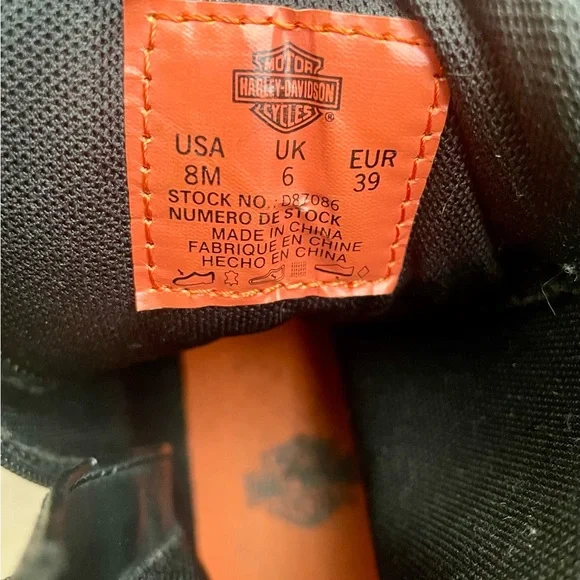 MOTOR
HARLEY-DAVIDSON
CYCLES
®
USA UK EUR
8M 6 39
STOCK NO.: D87086
NUMERO DE STOCK
MADE IN CHINA
FABRIQUE EN CHINE
HECHO EN CHINA